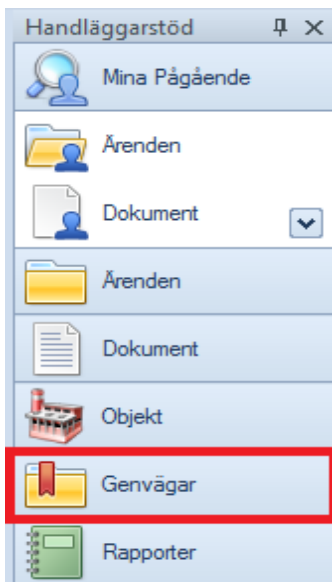 Handläggarstöd
Mina Pågående
Ärenden
Dokument
Ärenden
Dokument
Objekt
Genvägar
Rapporter